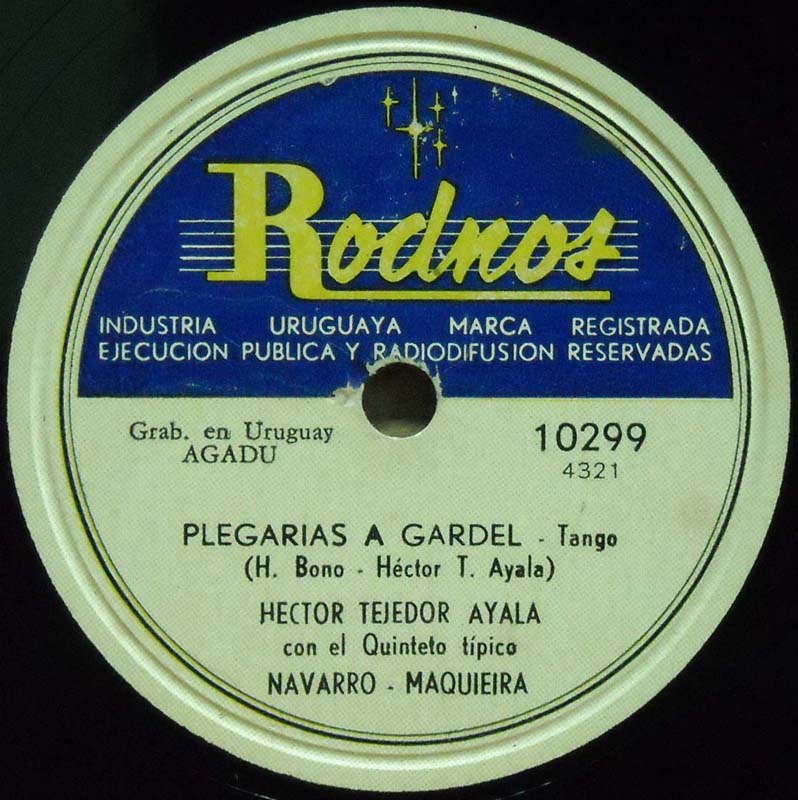 Rodnos
INDUSTRIA URUGUAYA MARCA REGISTRADA
EJECUCION PUBLICA Y RADIODIFUSION RESERVADAS
Grab. en Uruguay
AGADU
10299
4321
PLEGARIAS A GARDEL - Tango
(H. Bono - Héctor T. Ayala)
HECTOR TEJEDOR AYALA
con el Quinteto típico
NAVARRO - MAQUIEIRA